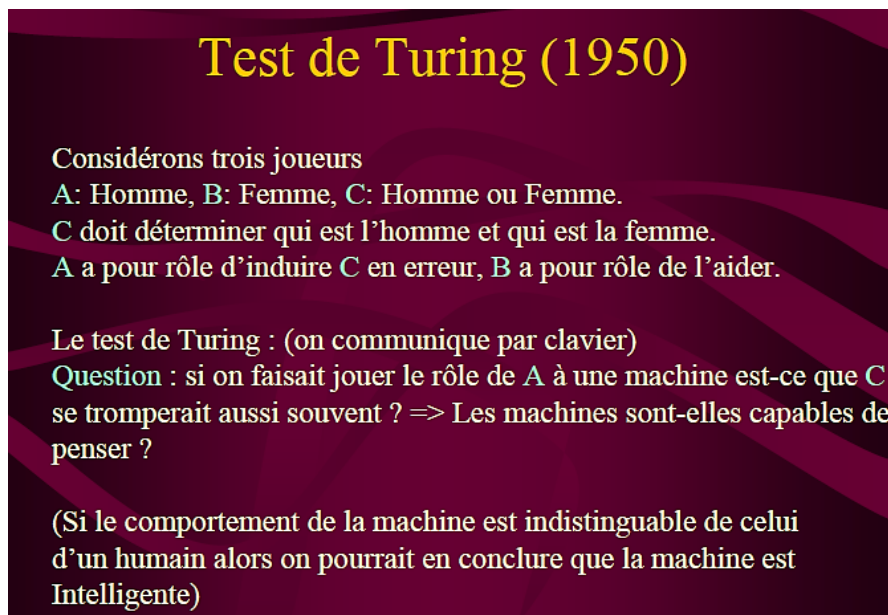 Test de Turing (1950)
Considérons trois joueurs
A: Homme, B: Femme, C: Homme ou Femme.
C doit déterminer qui est l’homme et qui est la femme.
A a pour rôle d’induire C en erreur, B a pour rôle de l’aider.
Le test de Turing : (on communique par clavier)
Question : si on faisait jouer le rôle de A à une machine est-ce que C
se tromperait aussi souvent ? => Les machines sont-elles capables de
penser ?
(Si le comportement de la machine est indistinguable de celui
d’un humain alors on pourrait en conclure que la machine est
Intelligente)